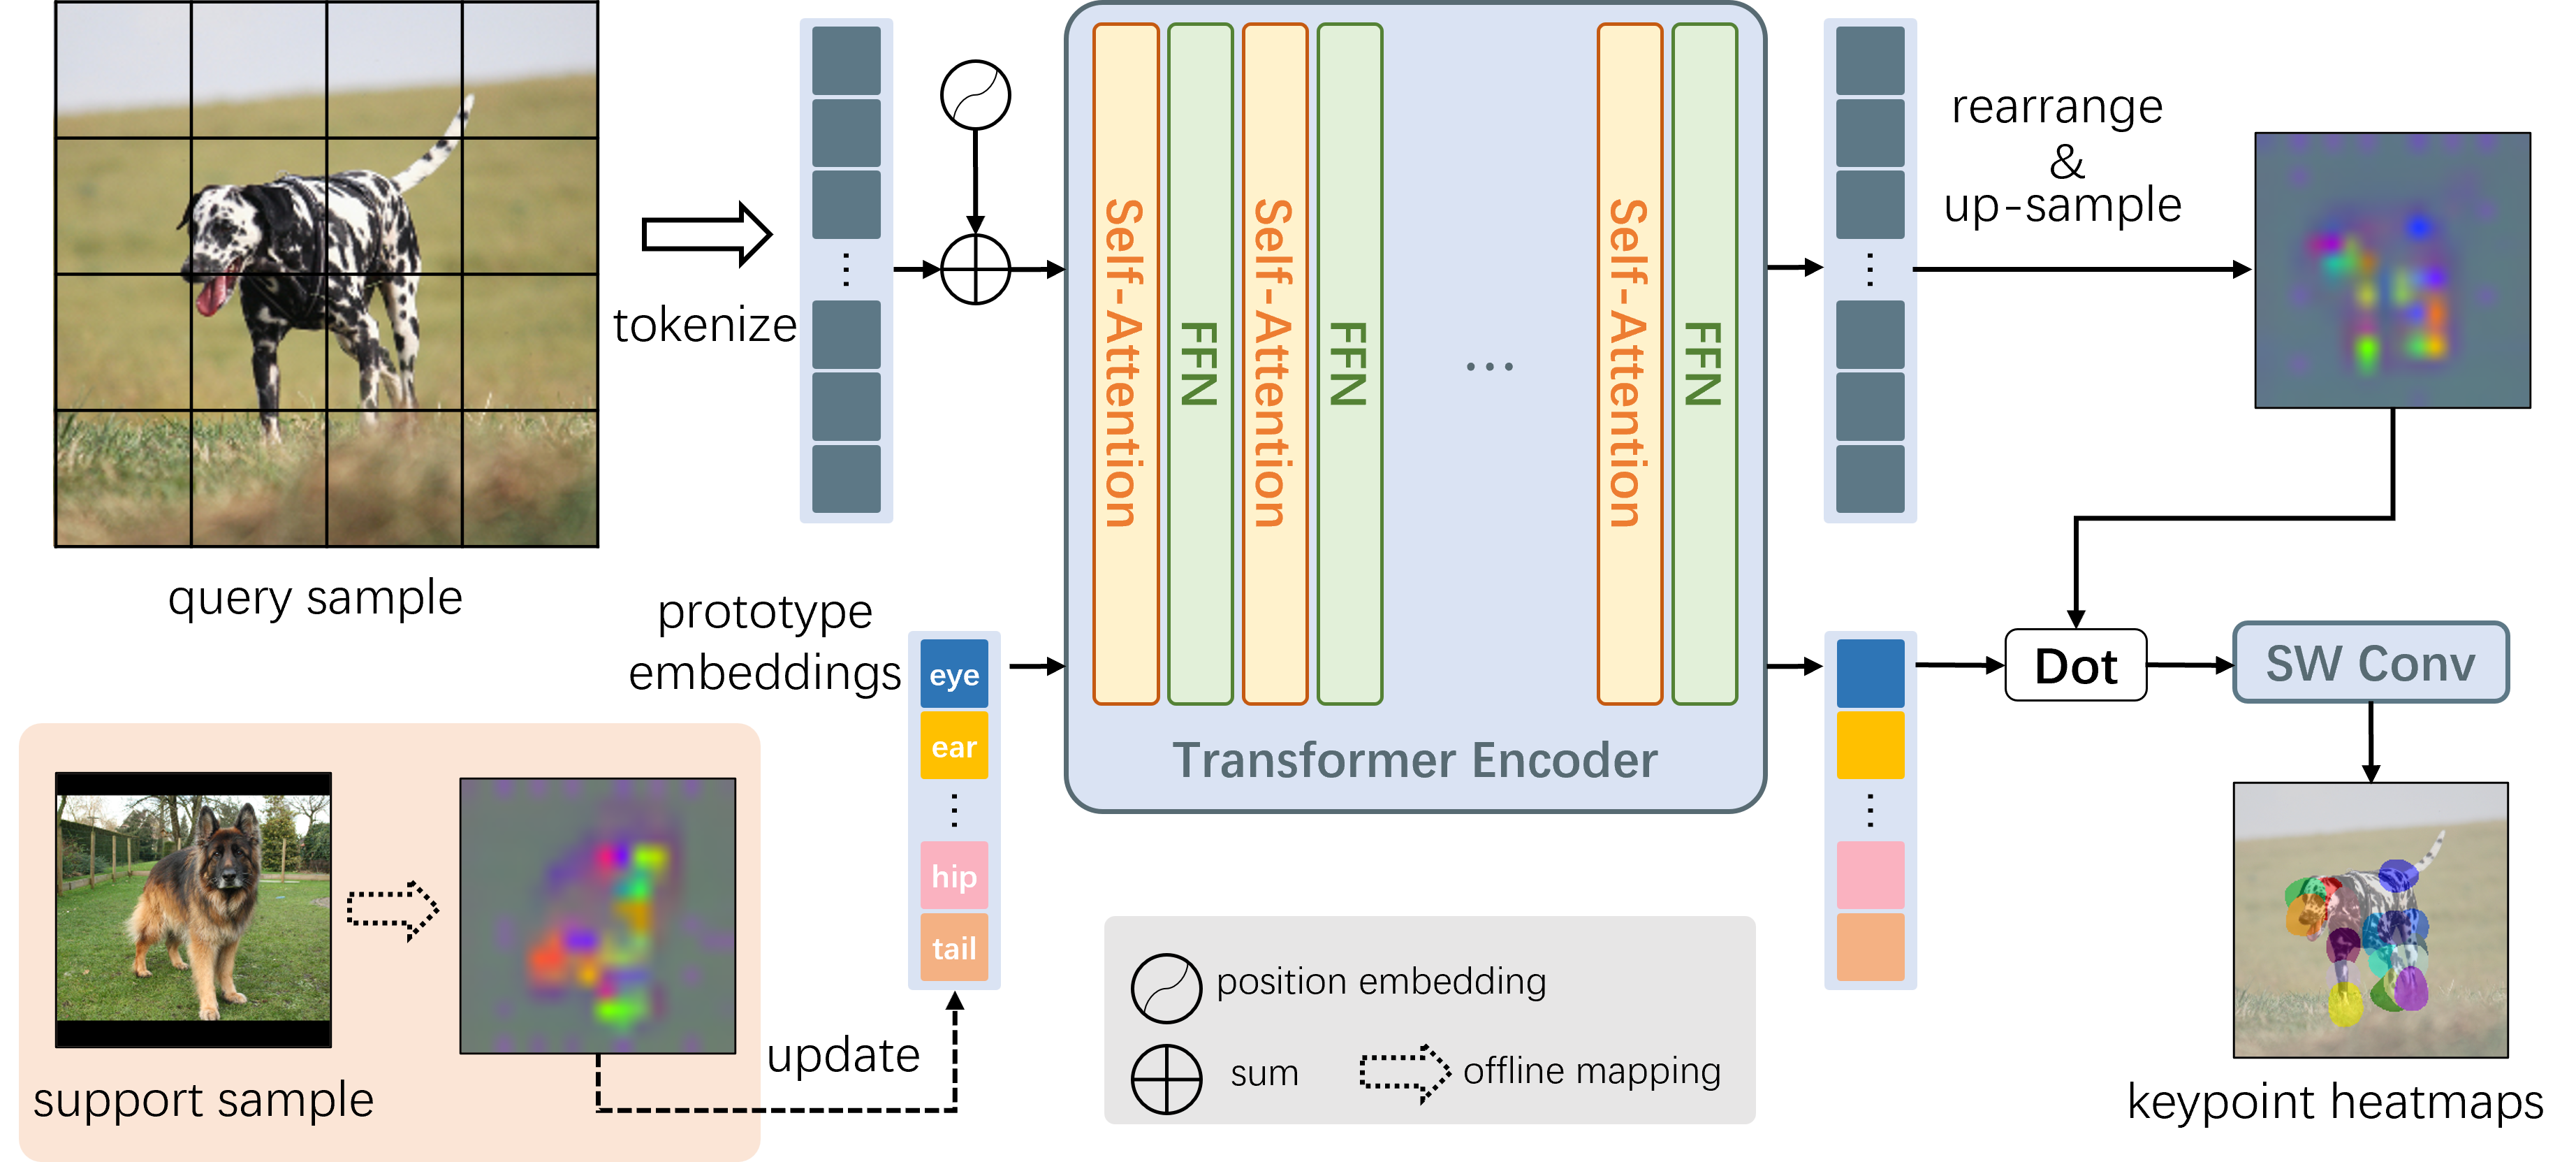 query sample
tokenize
prototype
embeddings
eye
ear
⋮
hip
tail
support sample
update
Self-Attention
FFN
Self-Attention
FFN
...
Self-Attention
FFN
Transformer Encoder
position embedding
sum
offline mapping
rearrange
&
up-sample
Dot
SW Conv
keypoint heatmaps